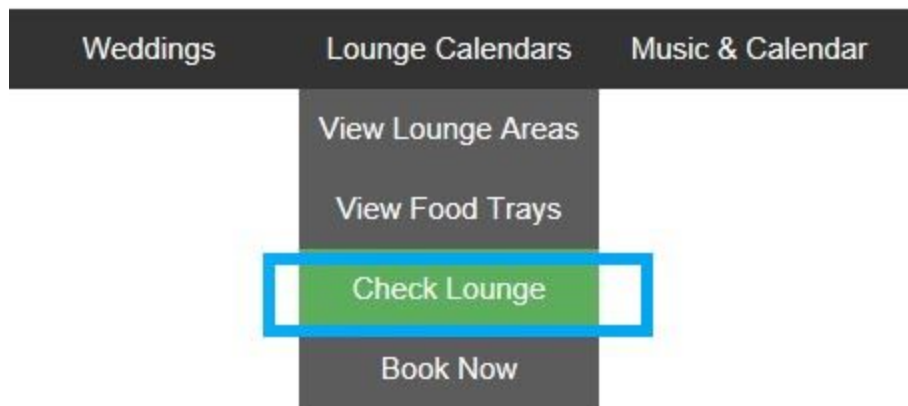 Weddings Lounge Calendars Music & Calendar
View Lounge Areas
View Food Trays
Check Lounge
Book Now